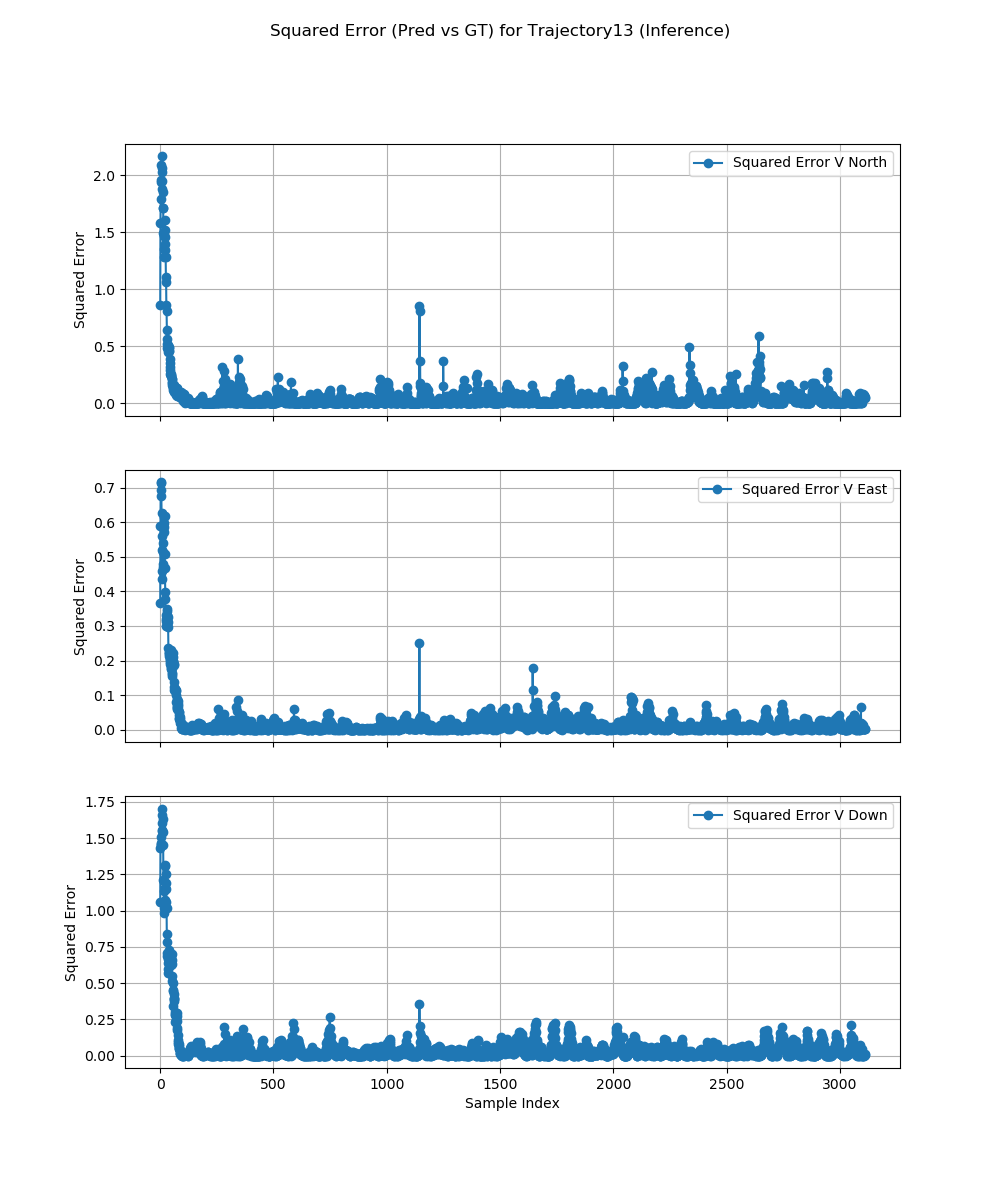 Squared Error (Pred vs GT) for Trajectory13 (Inference)
Squared Error V North
Squared Error
2.0
1.5
1.0
0.5
0.0
Squared Error V East
Squared Error
0.7
0.6
0.5
0.4
0.3
0.2
0.1
0.0
Squared Error V Down
Squared Error
1.75
1.50
1.25
1.00
0.75
0.50
0.25
0.00
0 500 1000 1500 2000 2500 3000
Sample Index